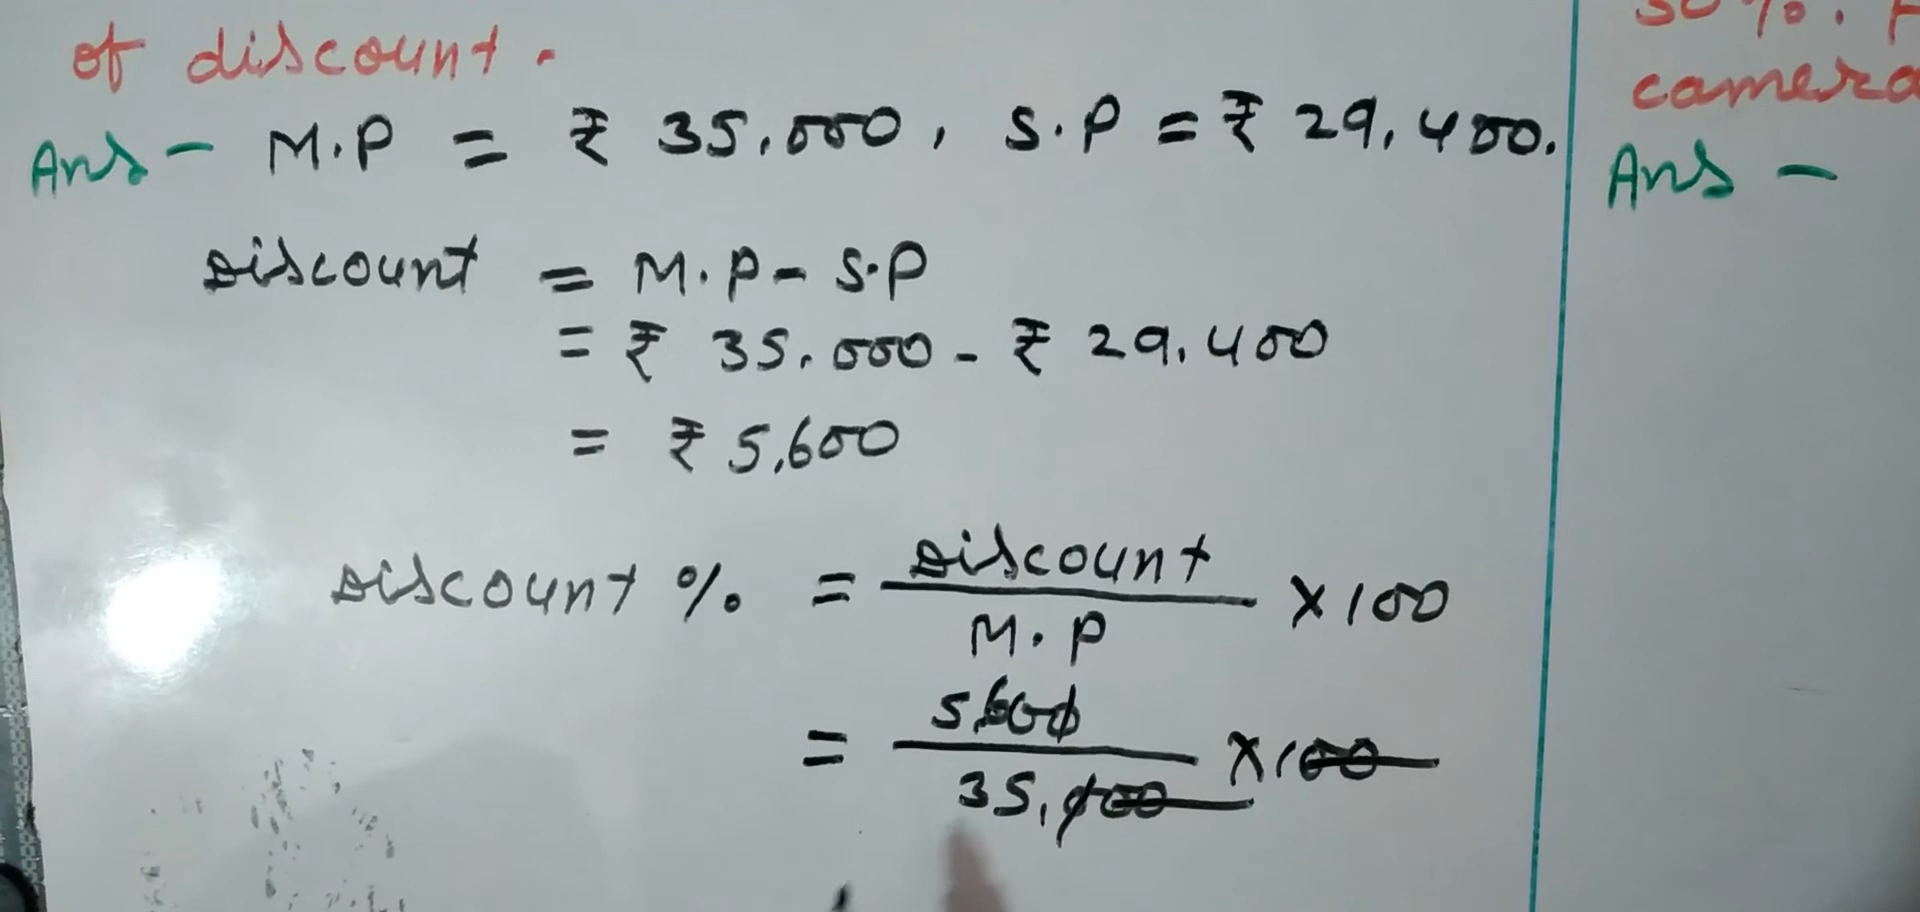 of discount.
Ans - M.P = ₹ 35,000, S.P = ₹ 29,400.
Discount = M.P - S.P
= ₹ 35,000 - ₹ 29,400
= ₹ 5,600
Discount % = Discount / M.P × 100
= 5,600 / 35,000 × 100
camera
Ans -